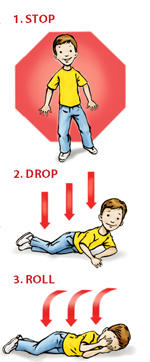 1. STOP
2. DROP
3. ROLL